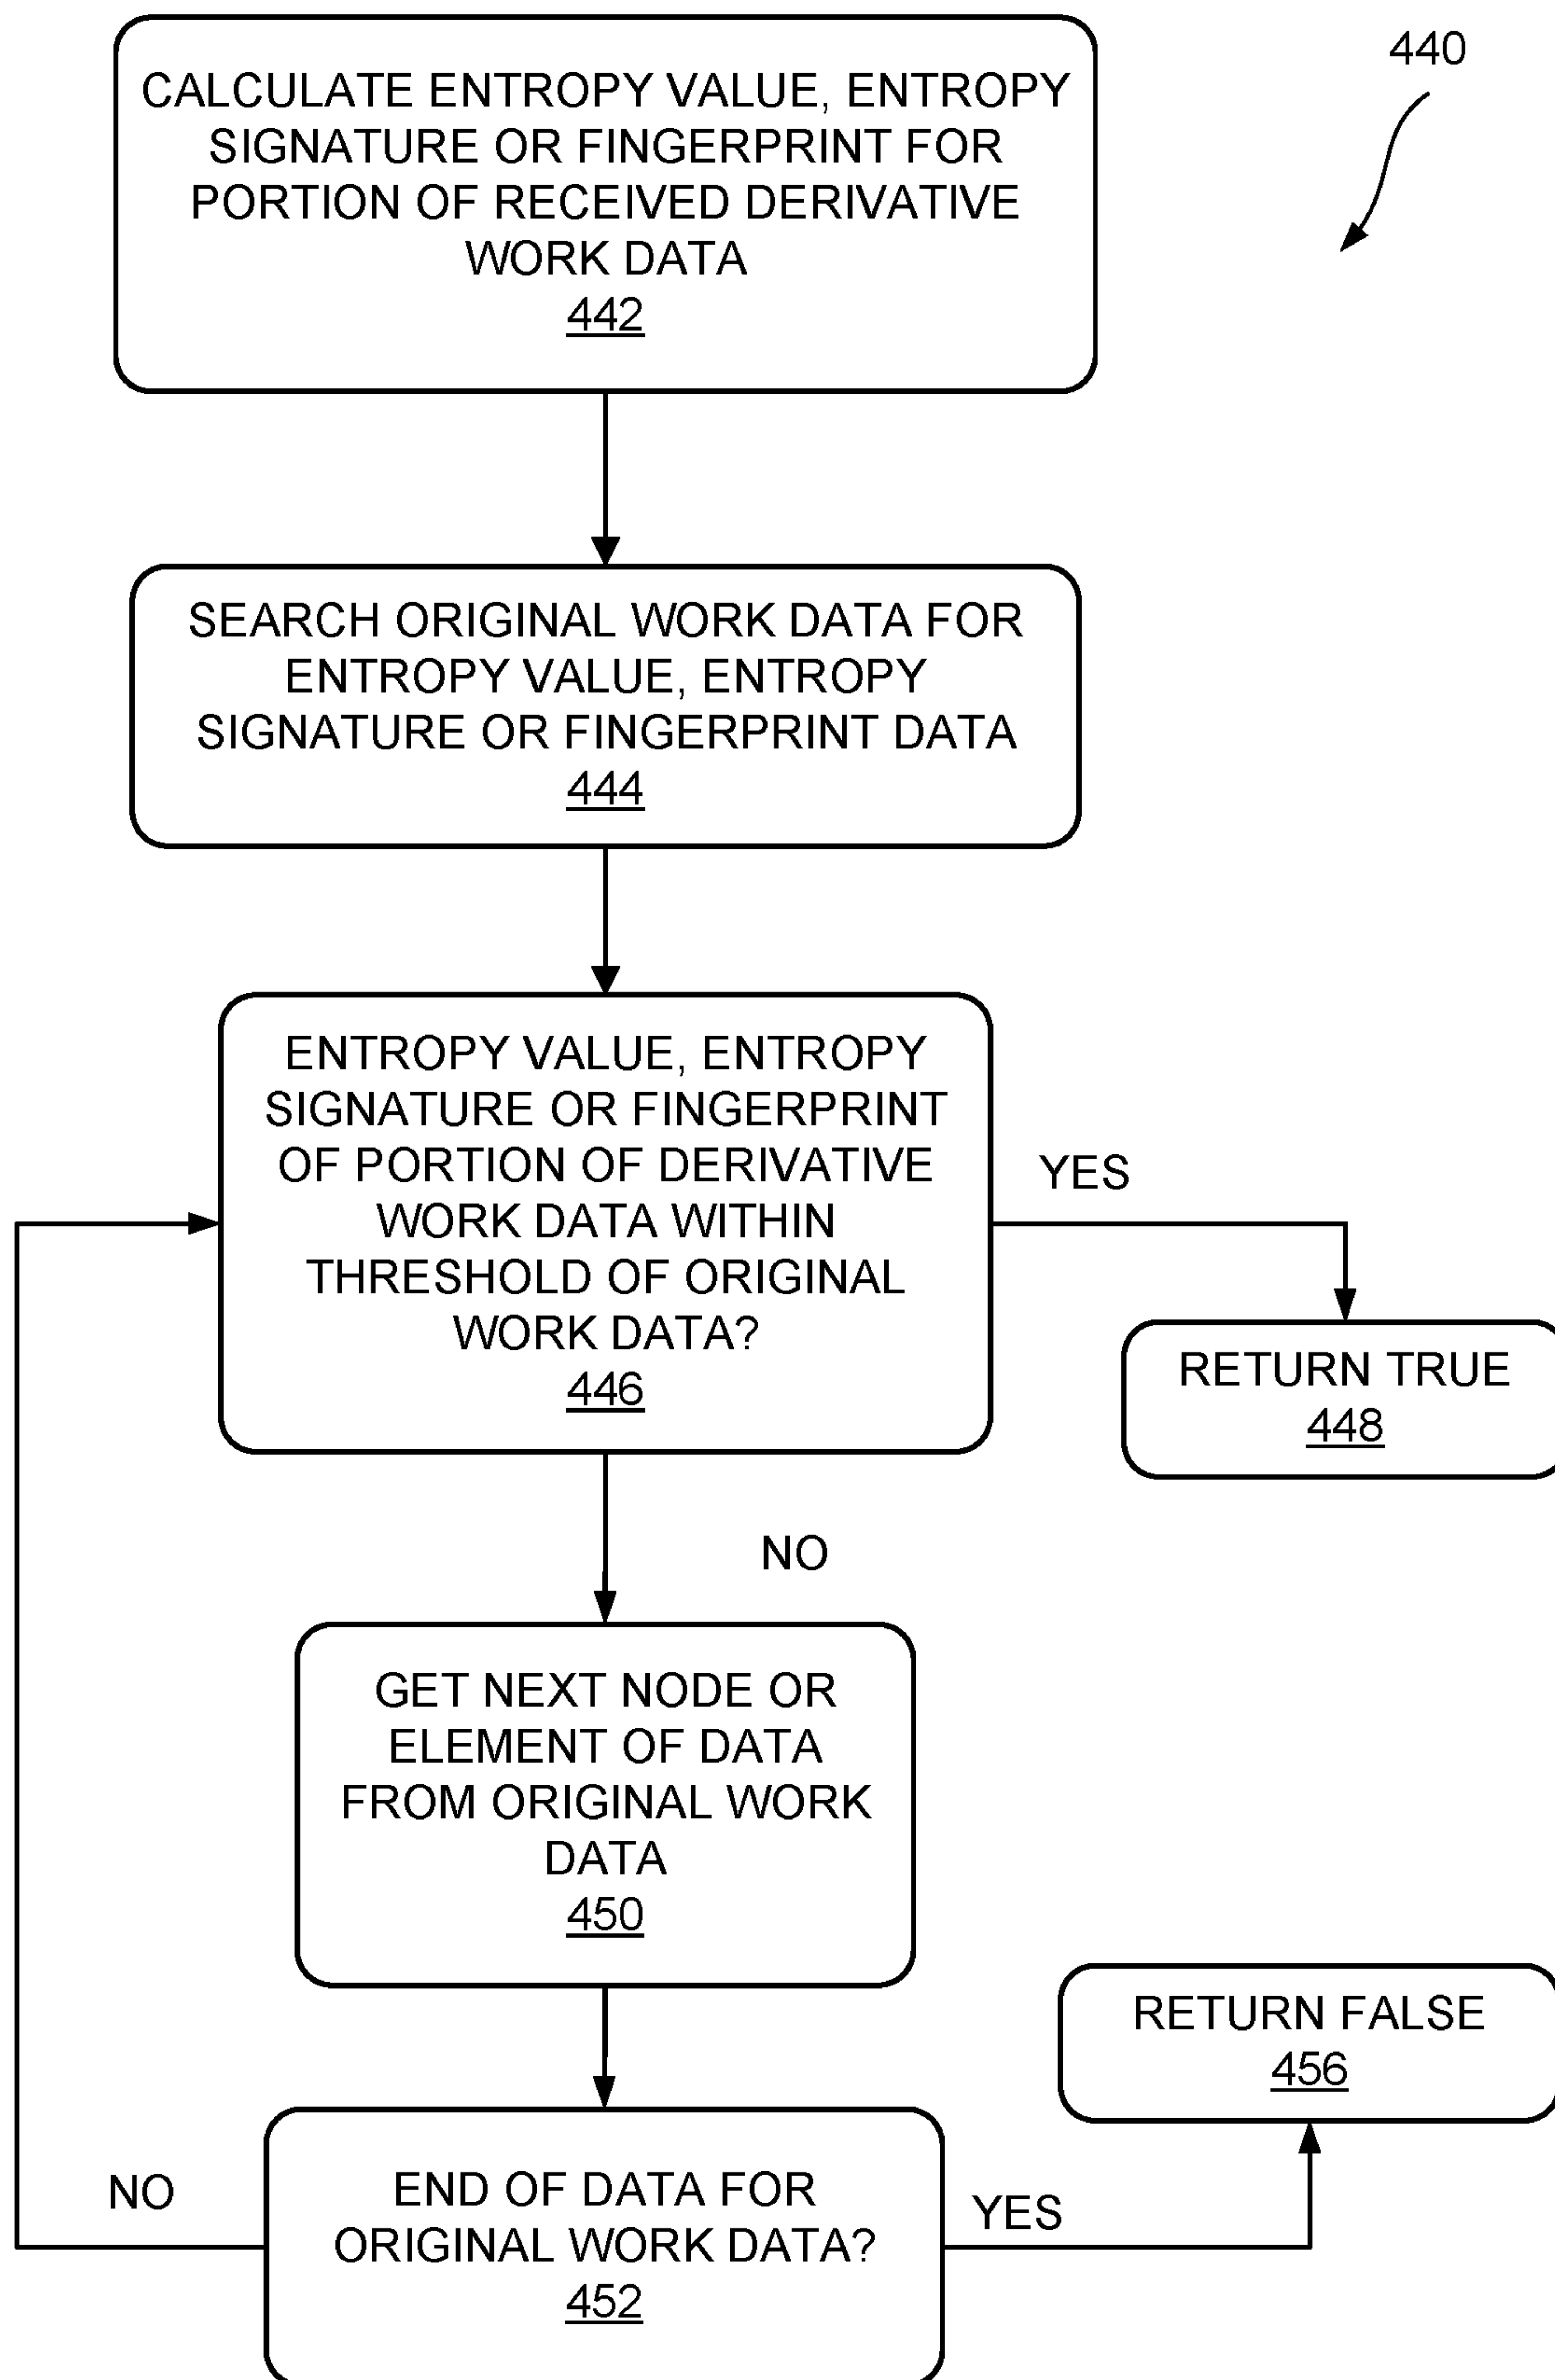 440
CALCULATE ENTROPY VALUE, ENTROPY
SIGNATURE OR FINGERPRINT FOR
PORTION OF RECEIVED DERIVATIVE
WORK DATA
442
SEARCH ORIGINAL WORK DATA FOR
ENTROPY VALUE, ENTROPY
SIGNATURE OR FINGERPRINT DATA
444
ENTROPY VALUE, ENTROPY
SIGNATURE OR FINGERPRINT
OF PORTION OF DERIVATIVE
WORK DATA WITHIN
THRESHOLD OF ORIGINAL
WORK DATA?
446
YES
RETURN TRUE
448
NO
GET NEXT NODE OR
ELEMENT OF DATA
FROM ORIGINAL WORK
DATA
450
RETURN FALSE
456
NO
END OF DATA FOR
ORIGINAL WORK DATA?
452
YES